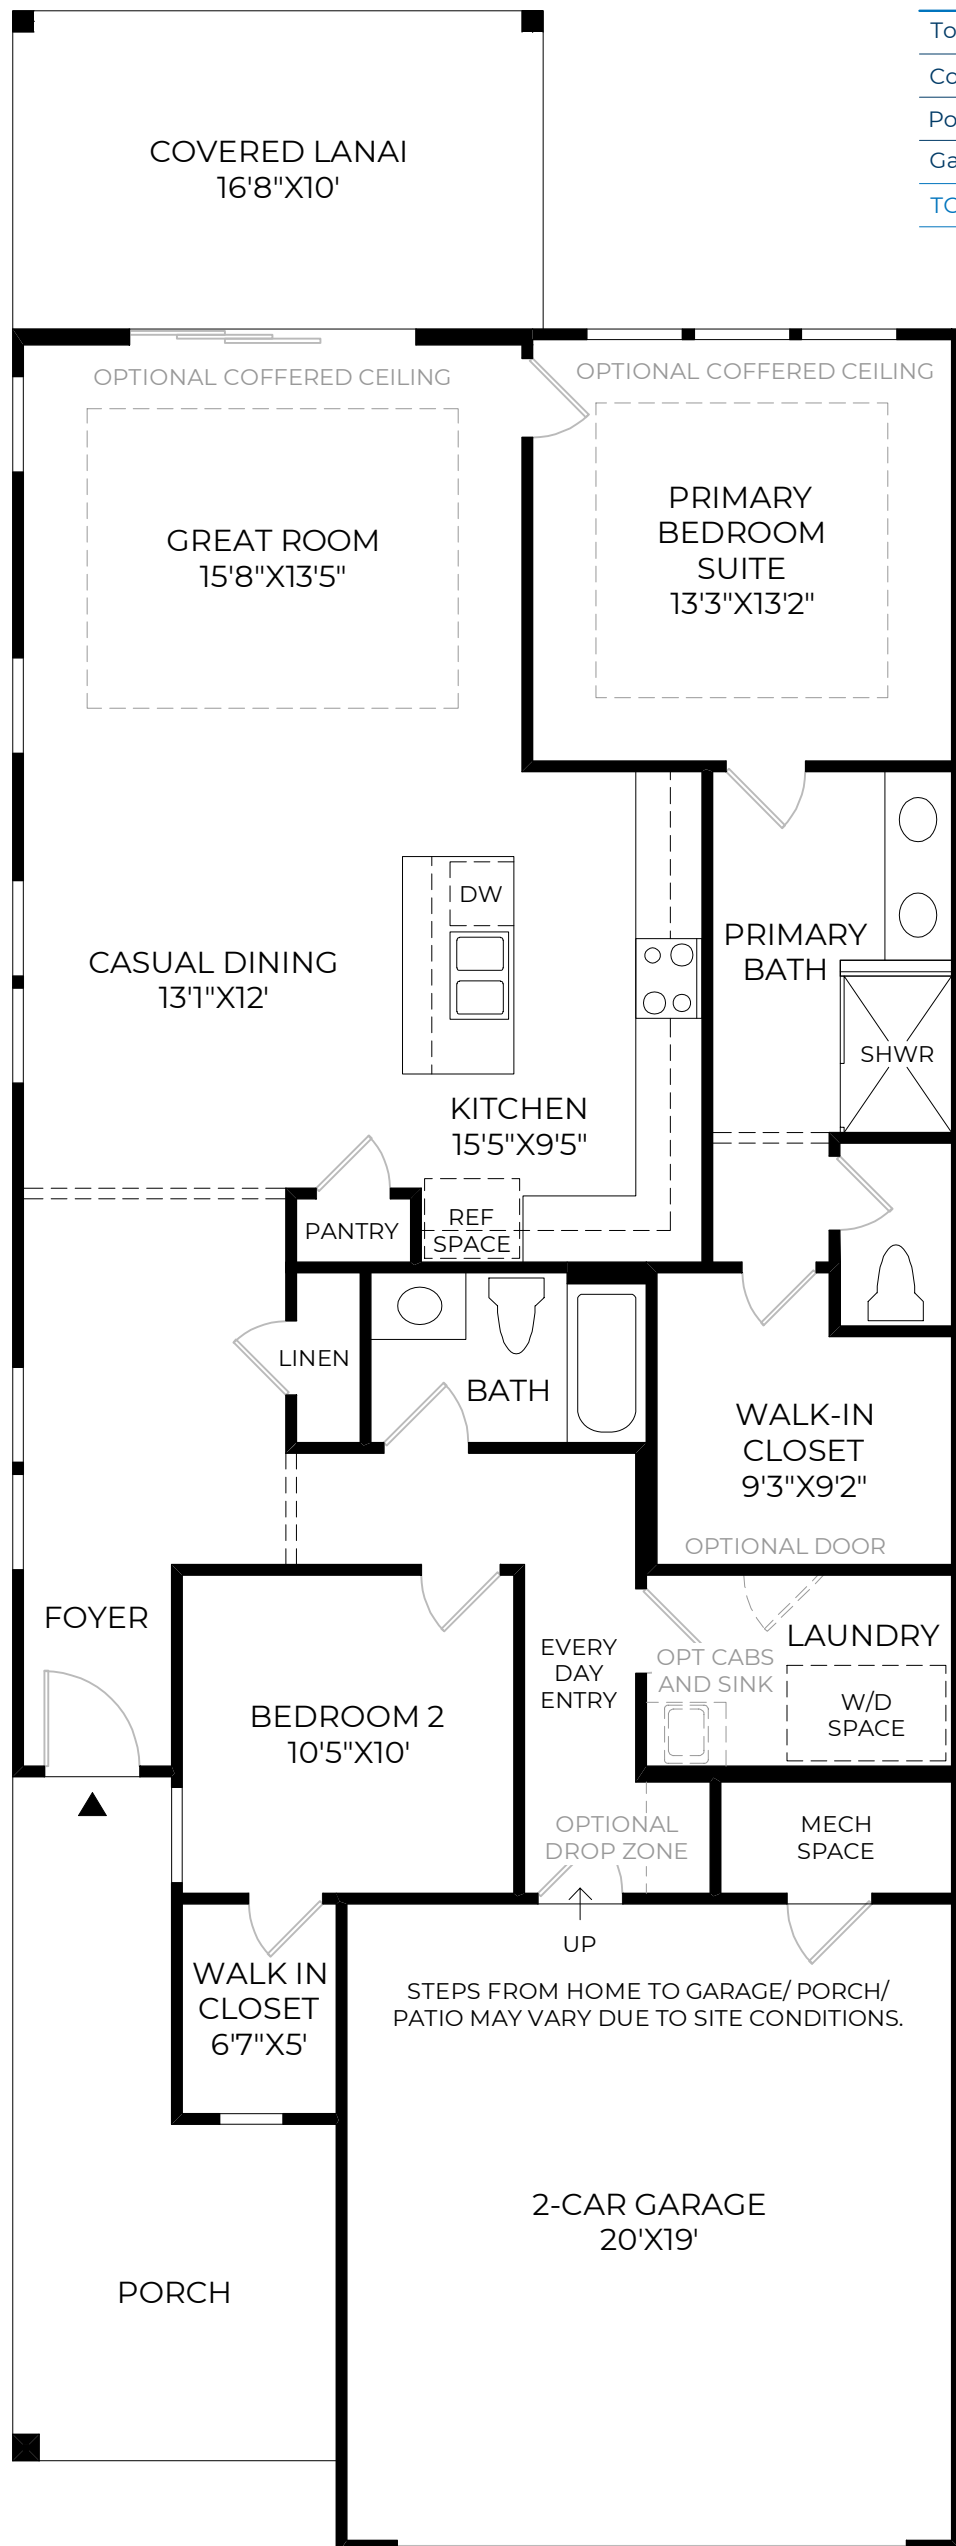 COVERED LANAI
16'8"X10'
OPTIONAL COFFERED CEILING
OPTIONAL COFFERED CEILING
GREAT ROOM
15'8"X13'5"
PRIMARY
BEDROOM
SUITE
13'3"X13'2"
DW
CASUAL DINING
13'1"X12'
PRIMARY
BATH
SHWR
KITCHEN
15'5"X9'5"
PANTRY
REF
SPACE
LINEN
BATH
WALK-IN
CLOSET
9'3"X9'2"
OPTIONAL DOOR
FOYER
EVERY
DAY
ENTRY
LAUNDRY
OPT CABS
AND SINK
W/D
SPACE
BEDROOM 2
10'5"X10'
OPTIONAL
DROP ZONE
MECH
SPACE
UP
WALK IN
CLOSET
6'7"X5'
STEPS FROM HOME TO GARAGE/ PORCH/
PATIO MAY VARY DUE TO SITE CONDITIONS.
2-CAR GARAGE
20'X19'
PORCH